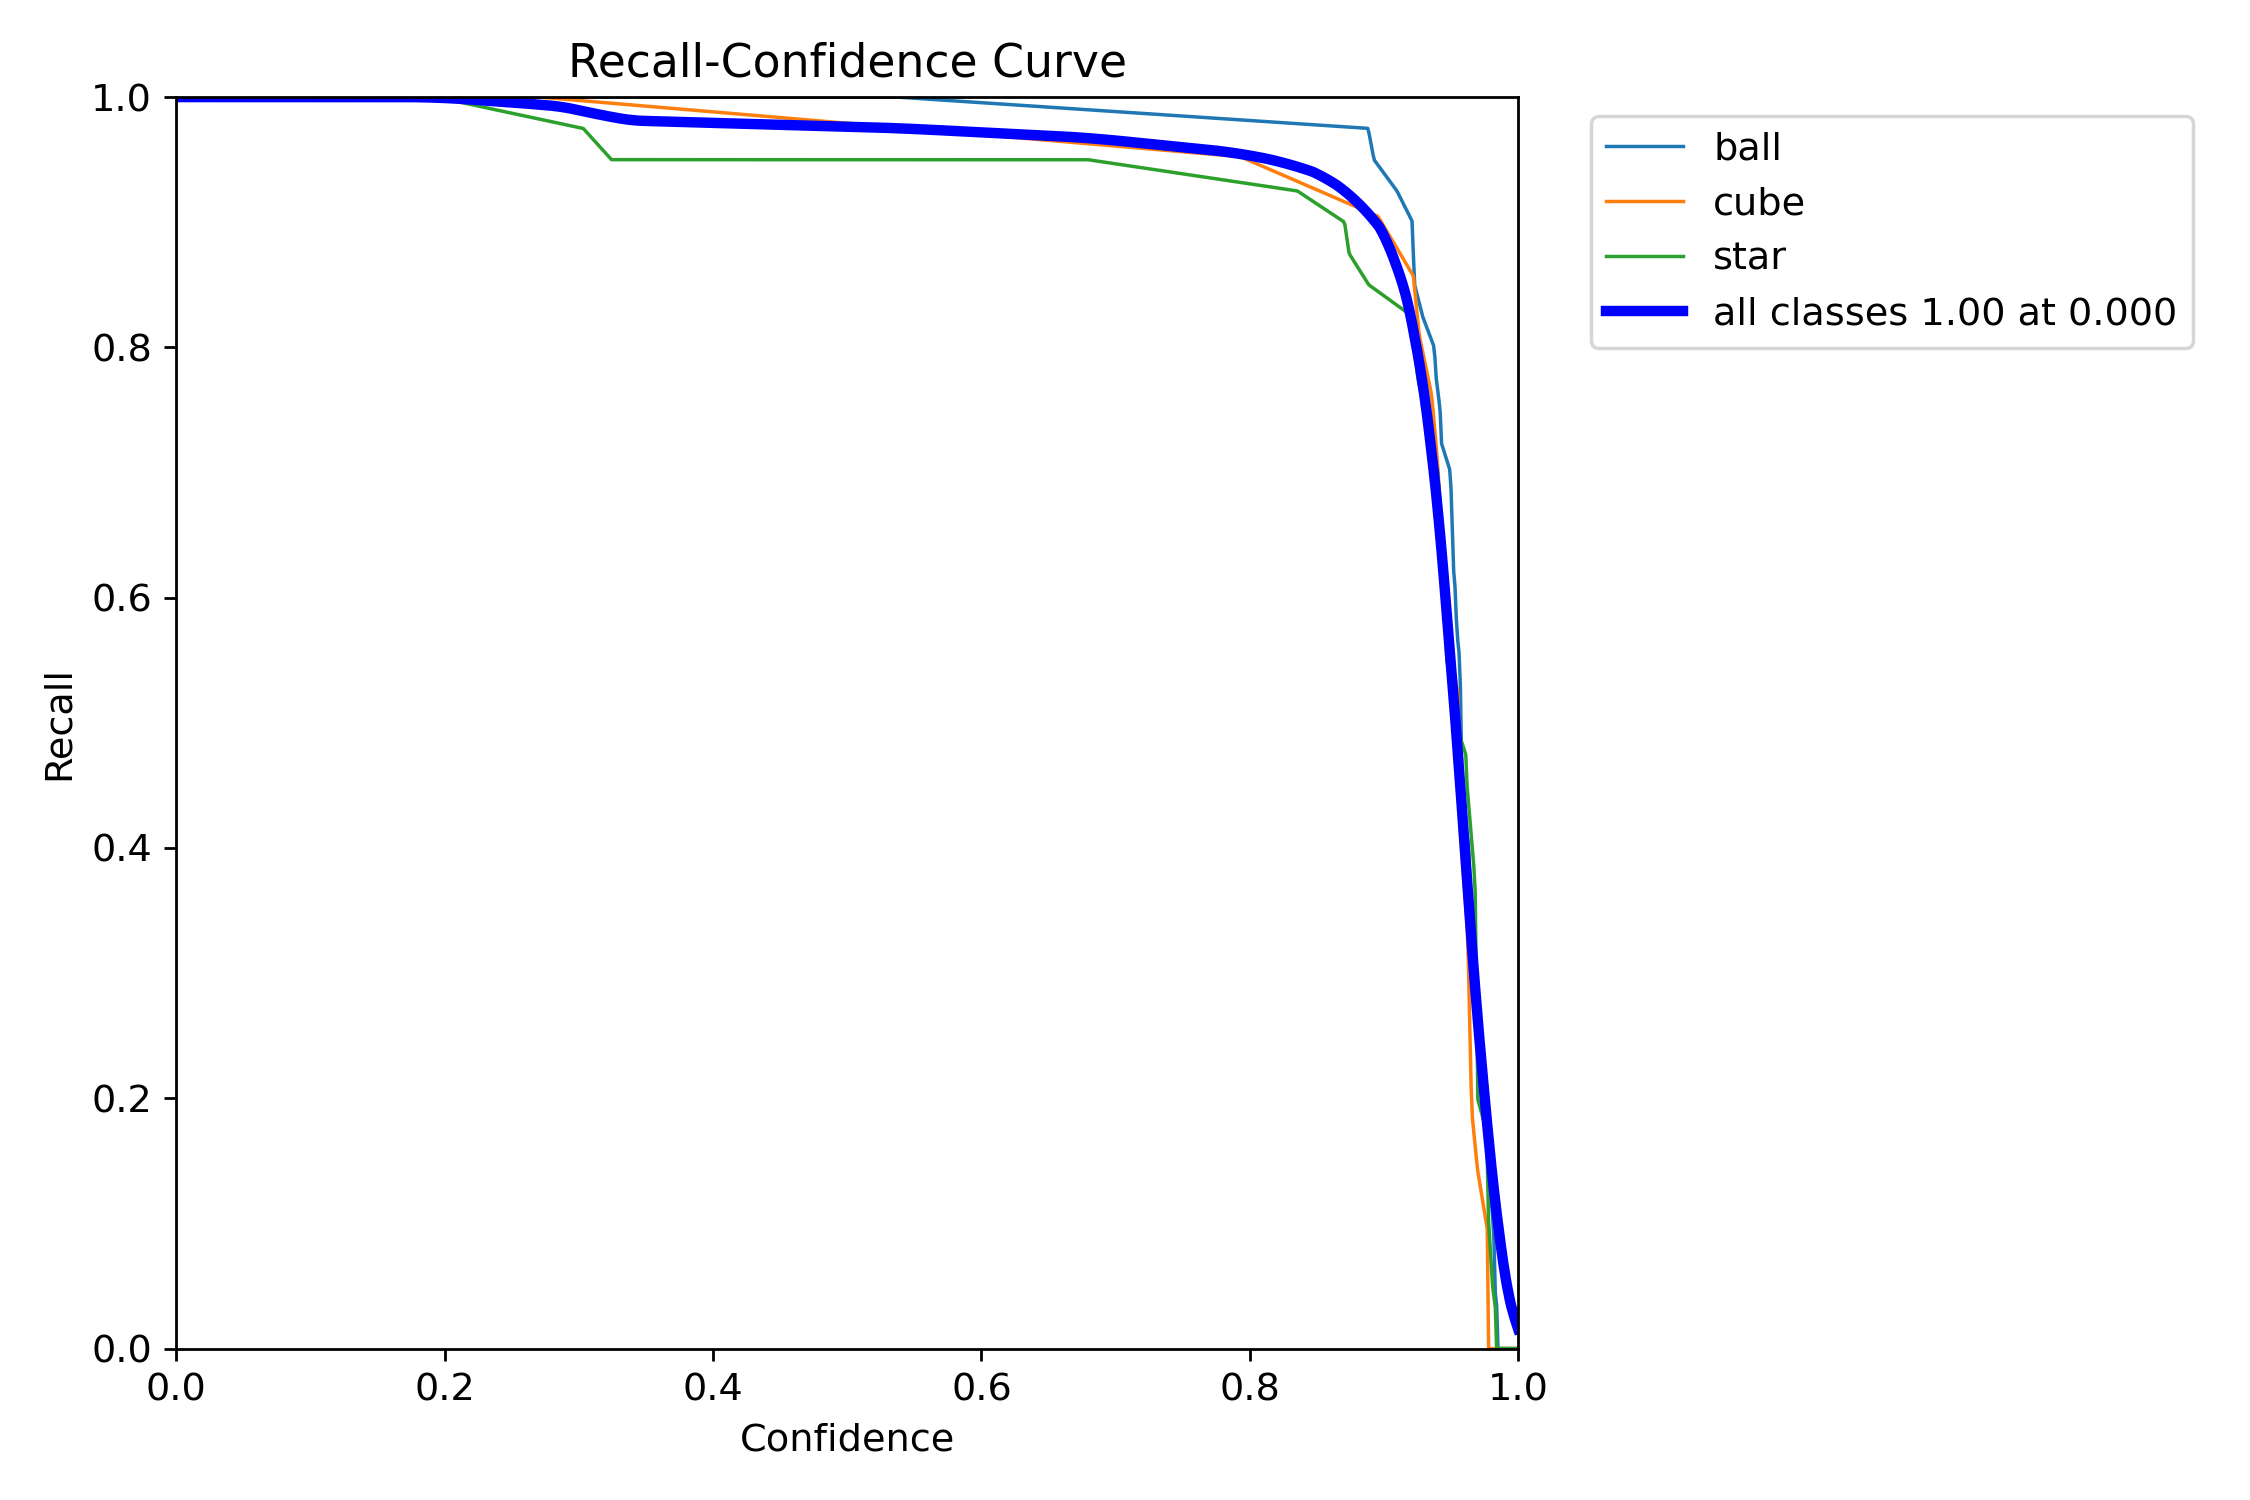 Recall-Confidence Curve
1.0
0.8
0.6
0.4
0.2
0.0
Recall
0.0 0.2 0.4 0.6 0.8 1.0
Confidence
ball
cube
star
all classes 1.00 at 0.000